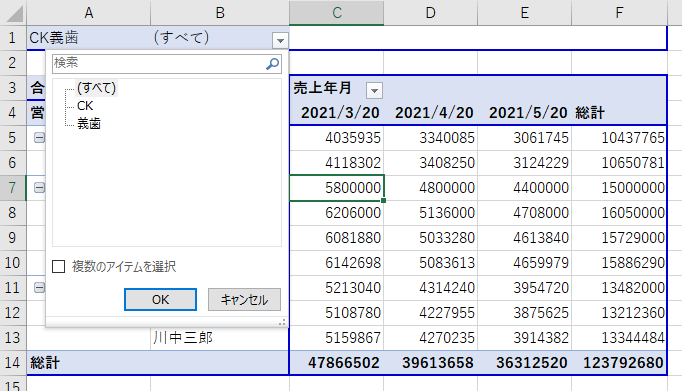 A B C D E F
1 CK義歯 (すべて)
2
検索
(すべて)
CK
義歯
複数のアイテムを選択
OK キャンセル
3 合 売上年月
4 営 2021/3/20 2021/4/20 2021/5/20 総計
5 4035935 3340085 3061745 10437765
6 4118302 3408250 3124229 10650781
7 5800000 4800000 4400000 15000000
8 6206000 5136000 4708000 16050000
9 6081880 5033280 4613840 15729000
10 6142698 5083613 4659979 15886290
11 5213040 4314240 3954720 13482000
12 5108780 4227955 3875625 13212360
13 川中三郎 5159867 4270235 3914382 13344484
14 総計 47866502 39613658 36312520 123792680
15